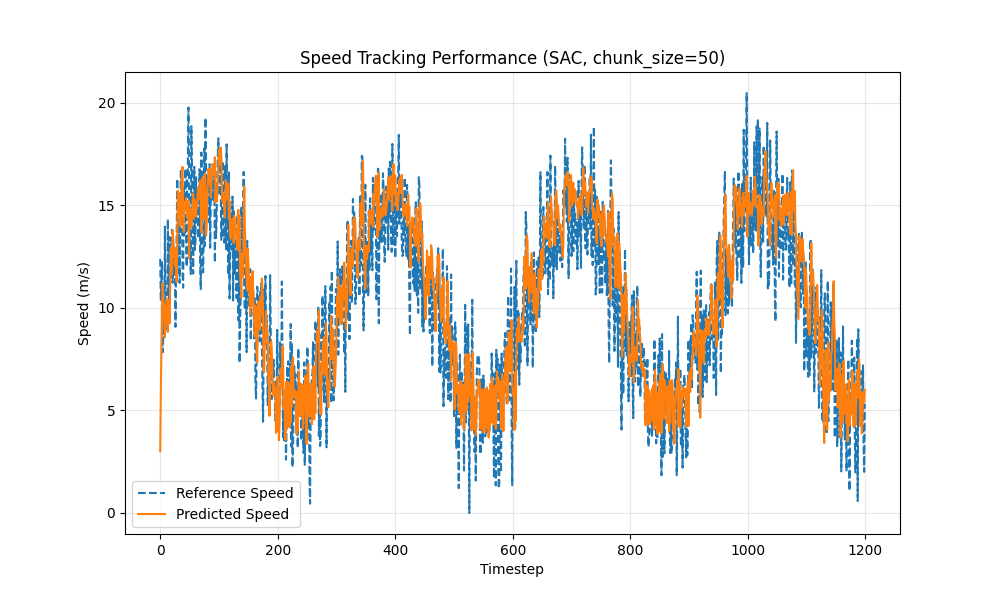 Speed Tracking Performance (SAC, chunk_size=50)
Speed (m/s)
20
15
10
5
0
Reference Speed
Predicted Speed
0 200 400 600 800 1000 1200
Timestep